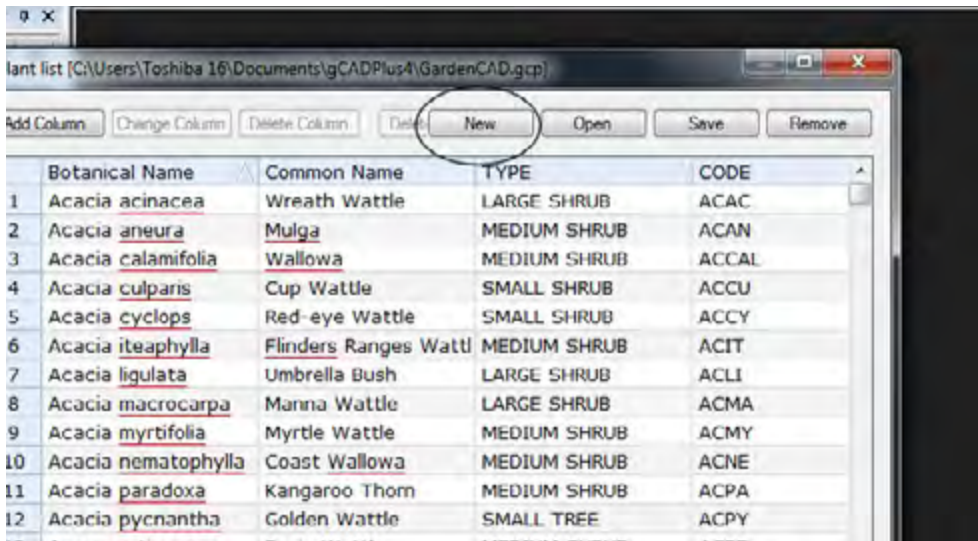 lant list [C:\Users\Toshiba 16\Documents\gCADPlus4\GardenCAD.gcp]
Add Column Change Column Delete Column Delet New Open Save Remove
Botanical Name Common Name TYPE CODE
1 Acacia acinacea Wreath Wattle LARGE SHRUB ACAC
2 Acacia aneura Mulga MEDIUM SHRUB ACAN
3 Acacia calamifolia Wallowa MEDIUM SHRUB ACCAL
4 Acacia culparis Cup Wattle SMALL SHRUB ACCU
5 Acacia cyclops Red-eye Wattle SMALL SHRUB ACCY
6 Acacia iteaphylla Flinders Ranges Wattl MEDIUM SHRUB ACIT
7 Acacia ligulata Umbrella Bush LARGE SHRUB ACLI
8 Acacia macrocarpa Manna Wattle LARGE SHRUB ACMA
9 Acacia myrtifolia Myrtle Wattle MEDIUM SHRUB ACMY
10 Acacia nematophylla Coast Wallowa MEDIUM SHRUB ACNE
11 Acacia paradoxa Kangaroo Thorn MEDIUM SHRUB ACPA
12 Acacia pycnantha Golden Wattle SMALL TREE ACPY